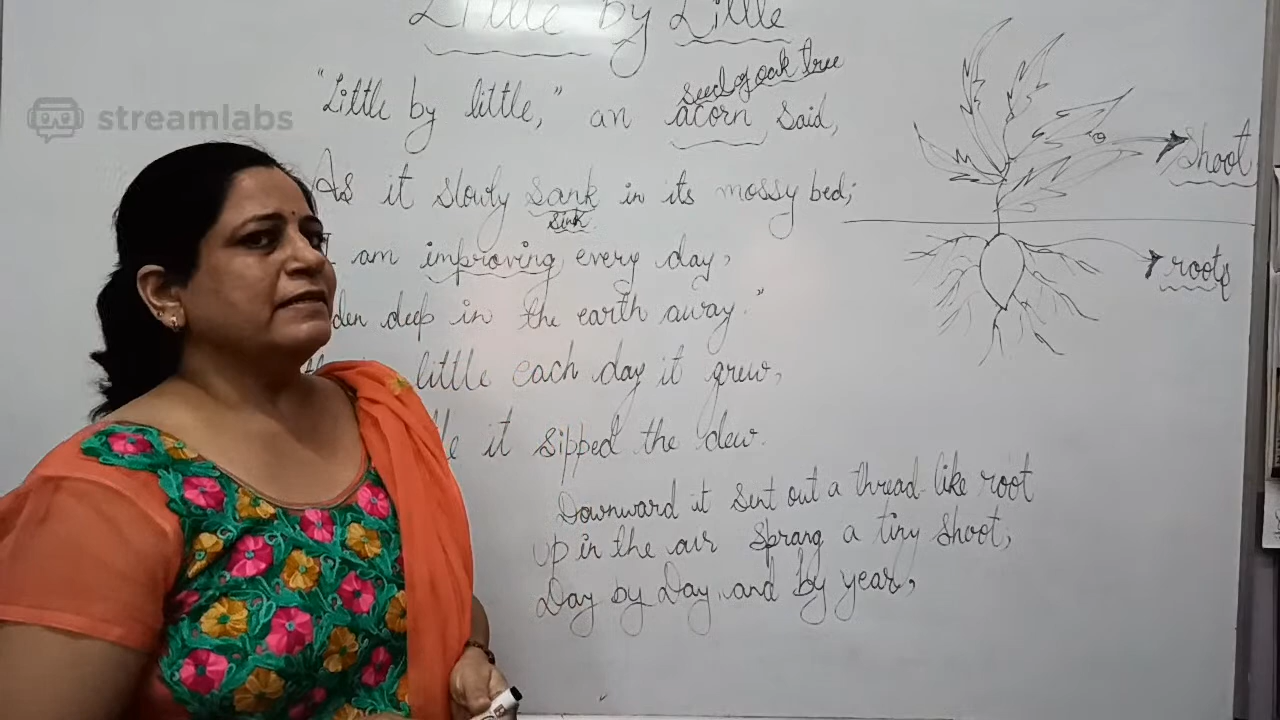 streamlabs
Little by Little
seed of oak tree
"Little by little," an acorn said,
As it slowly sank in its mossy bed;
sink
am improving every day,
deep in the earth away."
little each day it grew,
it sipped the dew.
Downward it sent out a thread-like root
up in the air sprang a tiny shoot,
Day by Day, and by year,
Shoot
roots